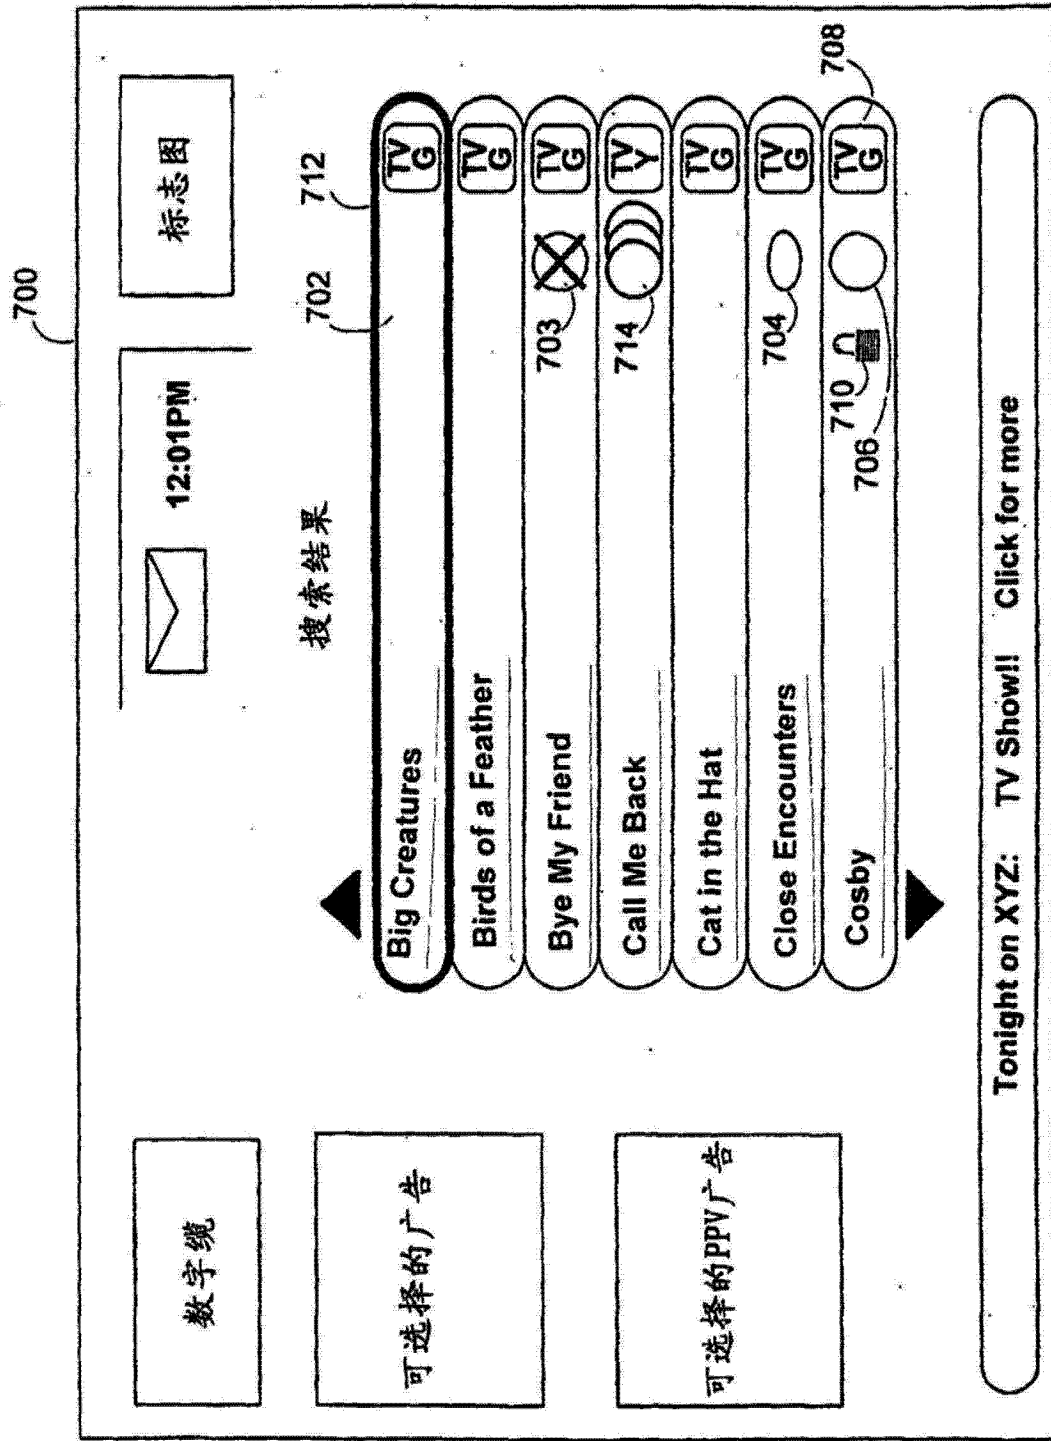 700
数字缆
12:01PM
标志图
可选择的广告
搜索结果
702
712
Big Creatures
TV
G
Birds of a Feather
TV
G
Bye My Friend
703
TV
G
Call Me Back
714
TV
Y
可选择的PPV广告
Cat in the Hat
TV
G
Close Encounters
704
TV
G
Cosby
706
710
TV
G
708
Tonight on XYZ: TV Show!! Click for more